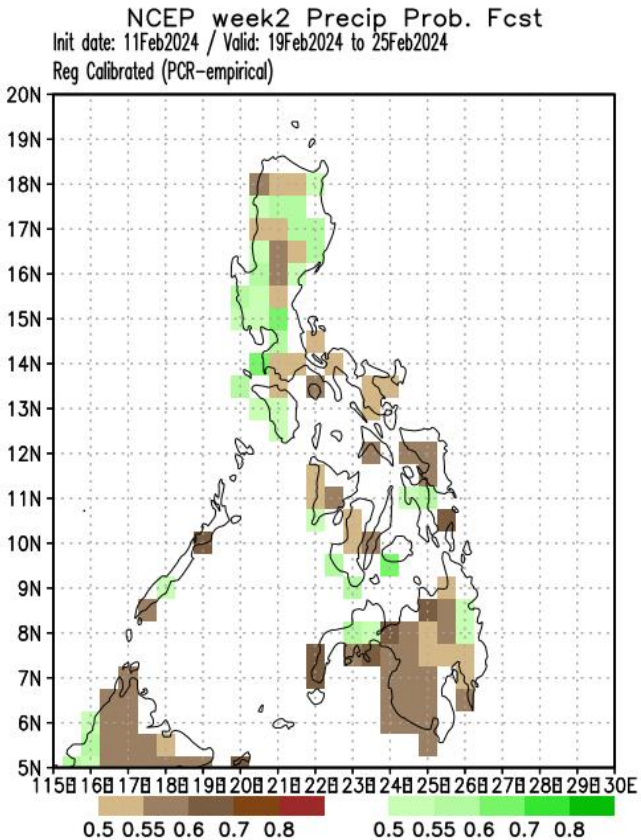 NCEP week2 Precip Prob. Fcst
Init date: 11Feb2024 / Valid: 19Feb2024 to 25Feb2024
Reg Calibrated (PCR-empirical)
20N
19N
18N
17N
16N
15N
14N
13N
12N
11N
10N
9N
8N
7N
6N
5N
115E 116E 117E 118E 119E 120E 121E 122E 123E 124E 125E 126E 127E 128E 129E 130E
0.5 0.55 0.6 0.7 0.8 0.5 0.55 0.6 0.7 0.8